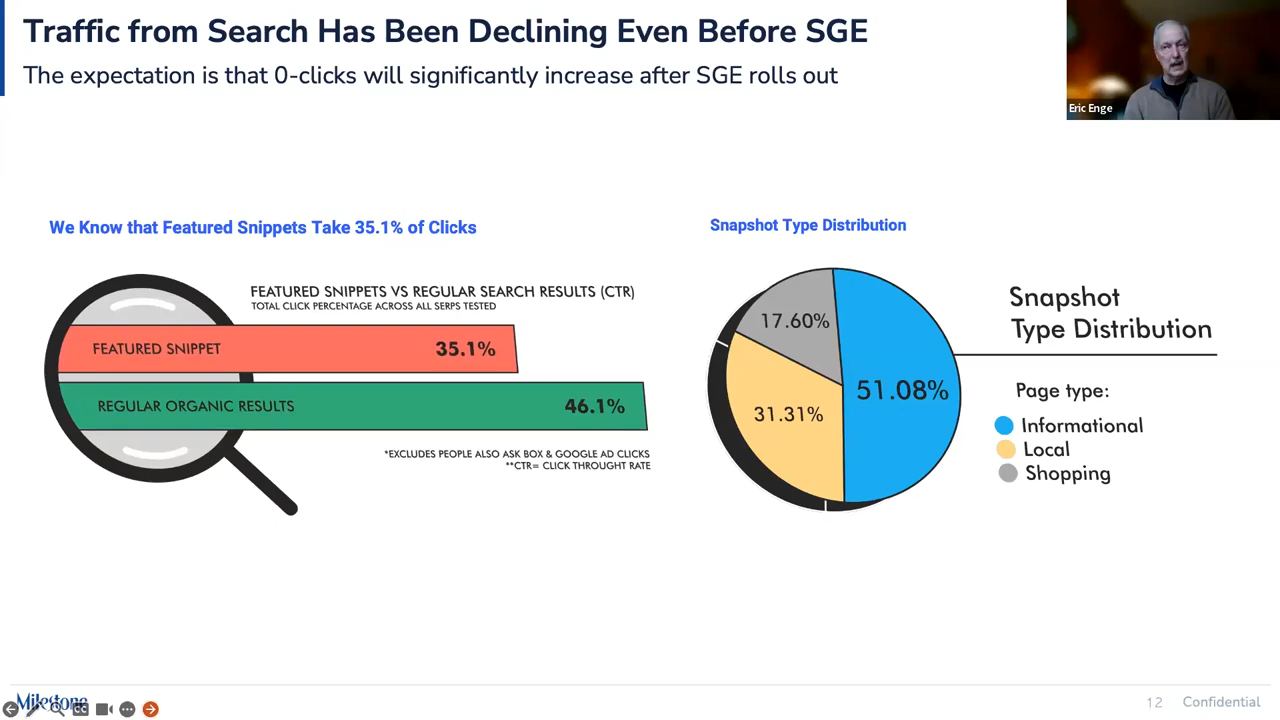 Traffic from Search Has Been Declining Even Before SGE
The expectation is that 0-clicks will significantly increase after SGE rolls out
Eric Enge
We Know that Featured Snippets Take 35.1% of Clicks
FEATURED SNIPPETS VS REGULAR SEARCH RESULTS (CTR)
TOTAL CLICK PERCENTAGE ACROSS ALL SERPS TESTED
FEATURED SNIPPET 35.1%
REGULAR ORGANIC RESULTS 46.1%
*EXCLUDES PEOPLE ALSO ASK BOX & GOOGLE AD CLICKS
**CTR= CLICK THROUGHT RATE
Snapshot Type Distribution
17.60%
51.08%
31.31%
Snapshot
Type Distribution
Page type:
Informational
Local
Shopping
Milestone
CC
12 Confidential